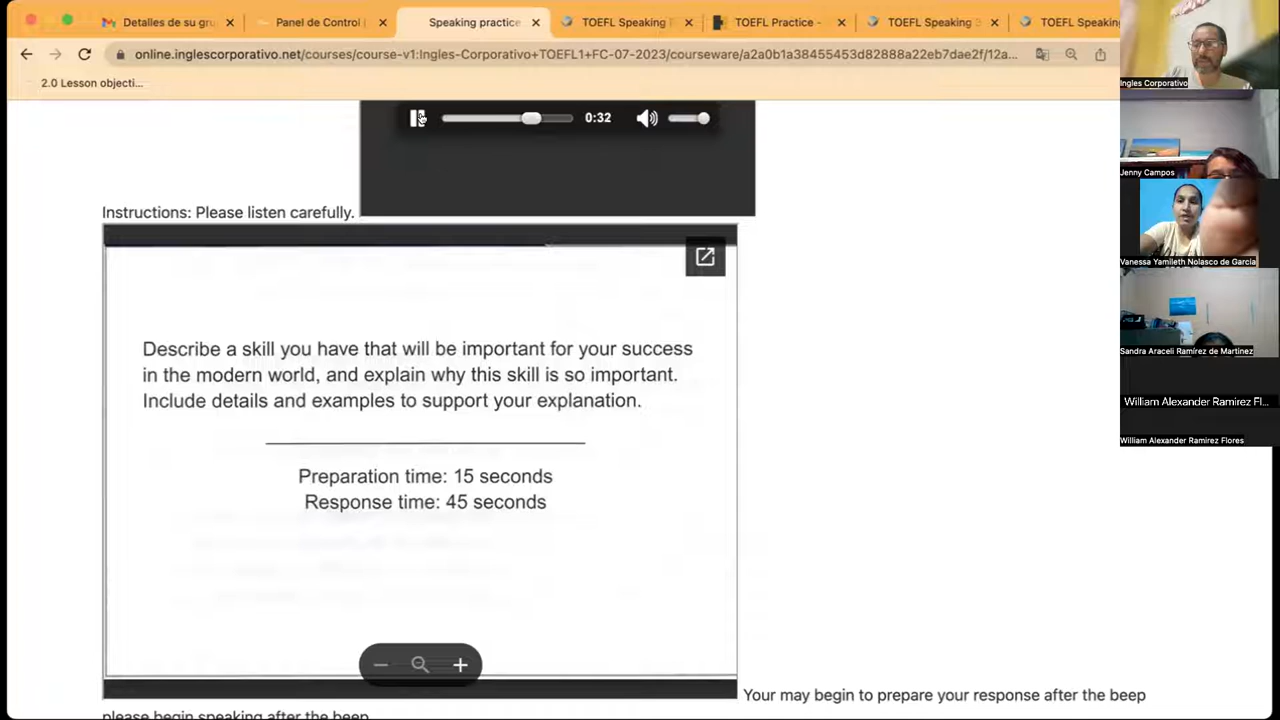 Detalles de su gru
Panel de Control (
Speaking practice
TOEFL Speaking
TOEFL Practice -
TOEFL Speaking
TOEFL Speaking
online.inglescorporativo.net/courses/course-v1:Ingles-Corporativo+TOEFL1+FC-07-2023/courseware/a2a0b1a38455453d82888a22eb7dae2f/12a...
2.0 Lesson objecti...
Ingles Corporativo
0:32
Jenny Campos
Instructions: Please listen carefully.
Vanessa Yamileth Nolasco de Garcia
Describe a skill you have that will be important for your success
in the modern world, and explain why this skill is so important.
Include details and examples to support your explanation.
Sandra Araceli Ramírez de Martinez
William Alexander Ramirez Fl...
William Alexander Ramirez Flores
Preparation time: 15 seconds
Response time: 45 seconds
Your may begin to prepare your response after the beep
please begin speaking after the beep